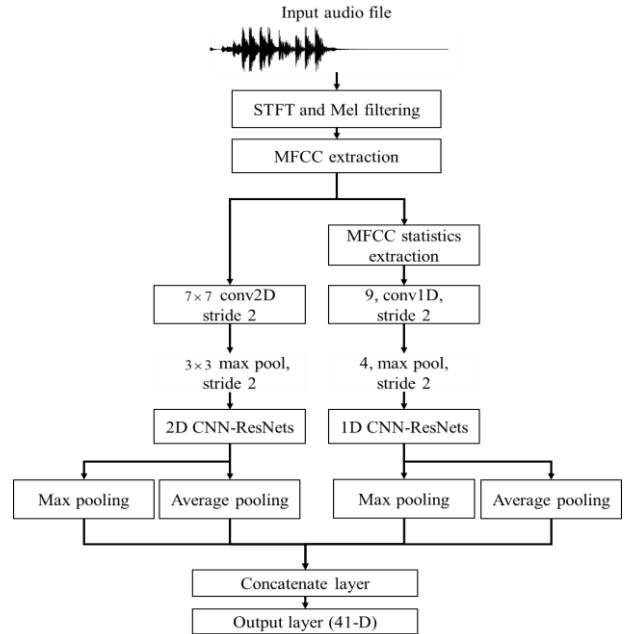 Input audio file
STFT and Mel filtering
MFCC extraction
MFCC statistics
extraction
7×7 conv2D
stride 2
9, conv1D,
stride 2
3×3 max pool,
stride 2
4, max pool,
stride 2
2D CNN-ResNets
1D CNN-ResNets
Max pooling
Average pooling
Max pooling
Average pooling
Concatenate layer
Output layer (41-D)